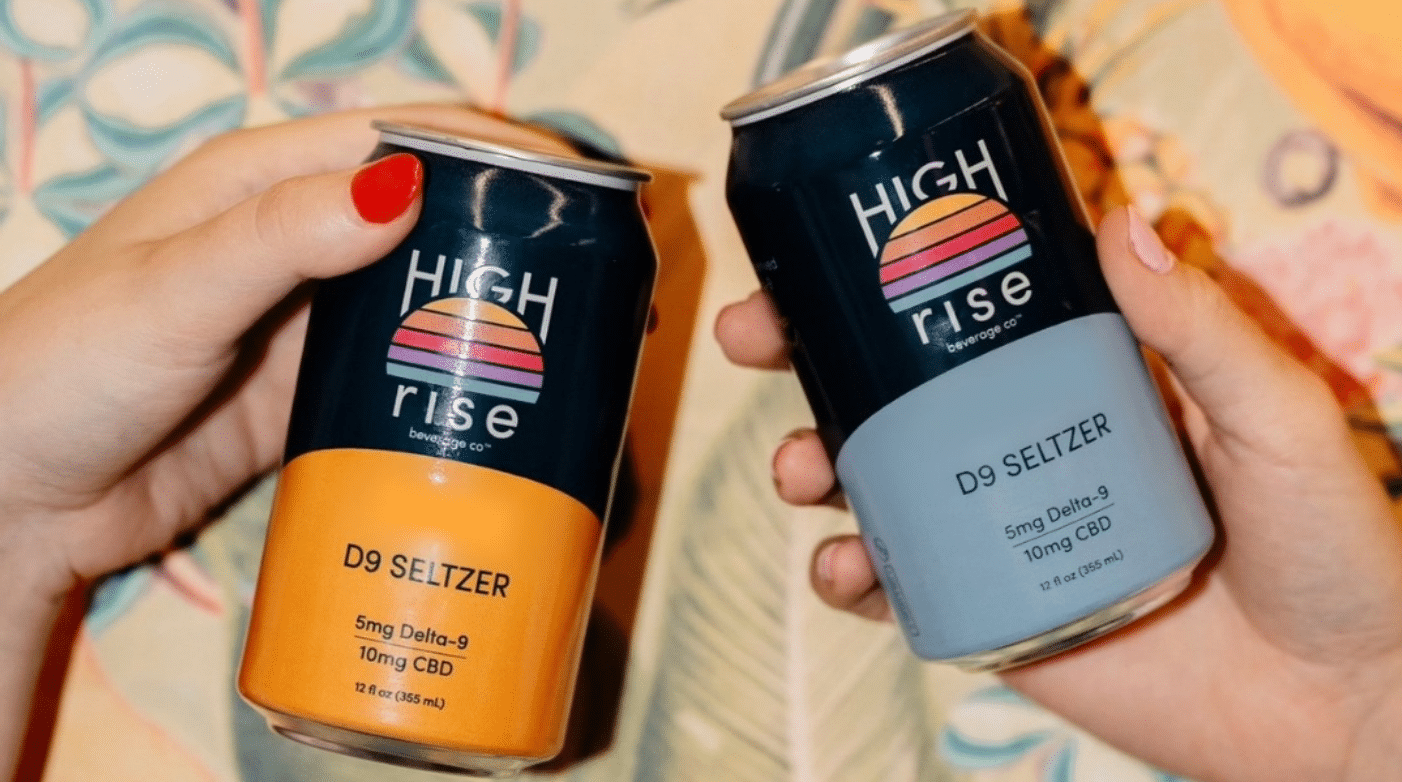 HIGH
rise
beverage co™
D9 SELTZER
5mg Delta-9
10mg CBD
12 fl oz (355 mL)
HIGH
rise
beverage co™
D9 SELTZER
5mg Delta-9
10mg CBD
12 fl oz (355 mL)